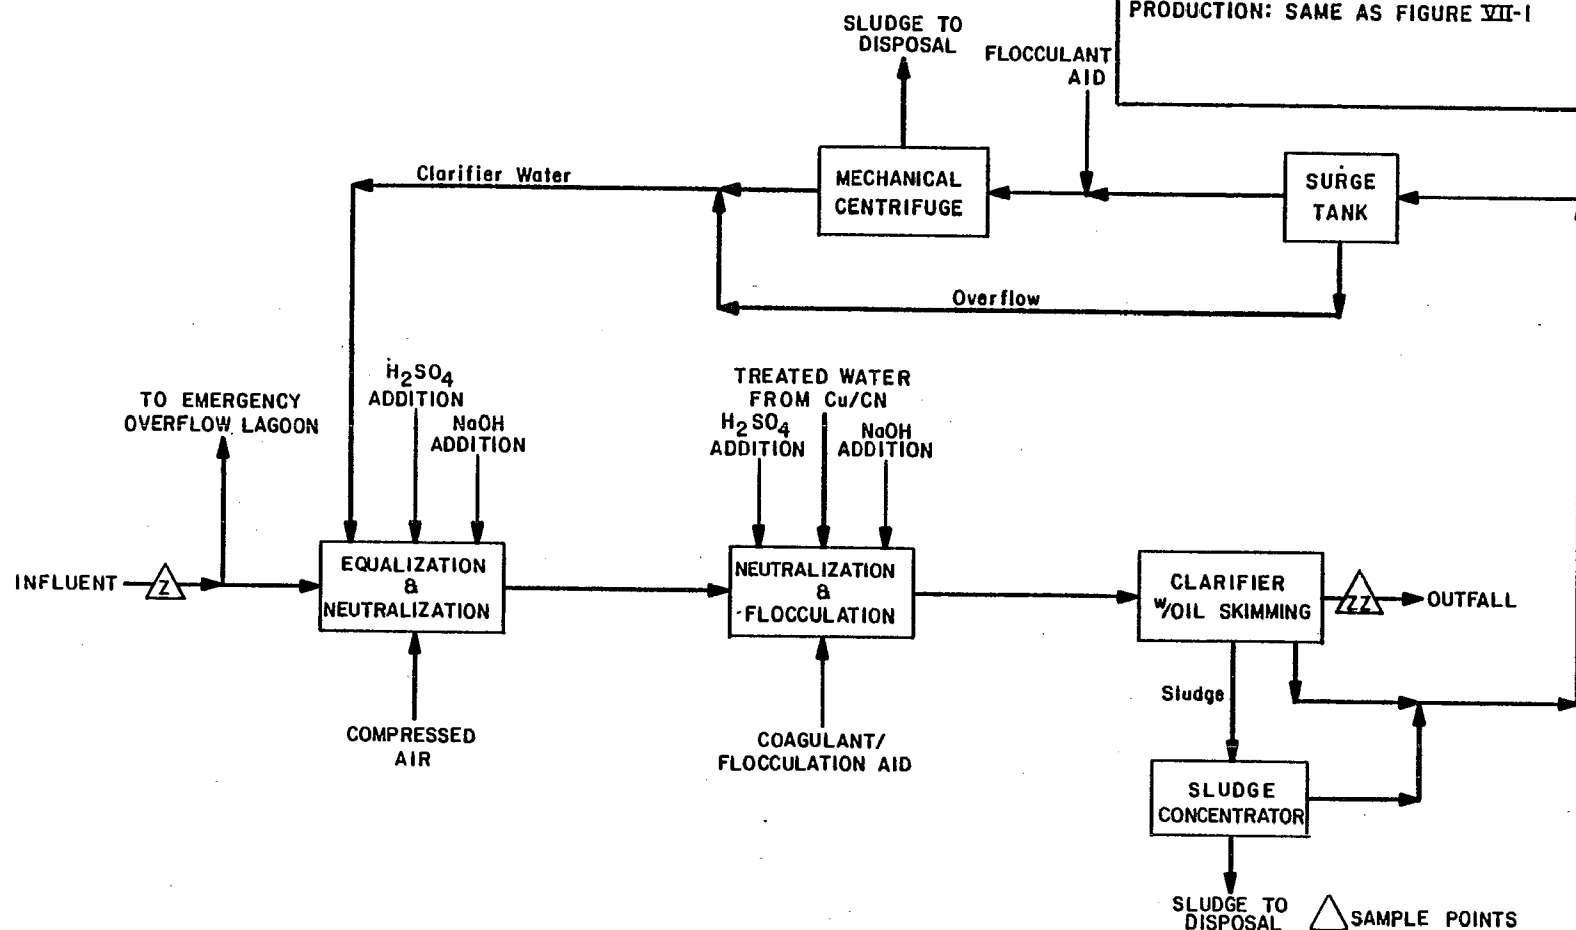 PRODUCTION: SAME AS FIGURE VII-I
SLUDGE TO
DISPOSAL
FLOCCULANT
AID
MECHANICAL
CENTRIFUGE
SURGE
TANK
Clarifier Water
Overflow
TO EMERGENCY
OVERFLOW LAGOON
H2SO4
ADDITION
NaOH
ADDITION
TREATED WATER
FROM Cu/CN
H2SO4
ADDITION
NaOH
ADDITION
INFLUENT
Z
EQUALIZATION
&
NEUTRALIZATION
NEUTRALIZATION
&
FLOCCULATION
CLARIFIER
W/OIL SKIMMING
ZZ
OUTFALL
COMPRESSED
AIR
COAGULANT/
FLOCCULATION AID
Sludge
SLUDGE
CONCENTRATOR
SLUDGE TO
DISPOSAL
SAMPLE POINTS